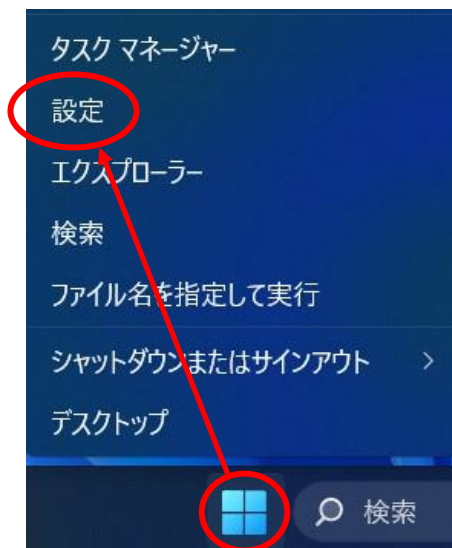 タスク マネージャー
設定
エクスプローラー
検索
ファイル名を指定して実行
シャットダウンまたはサインアウト
デスクトップ
検索